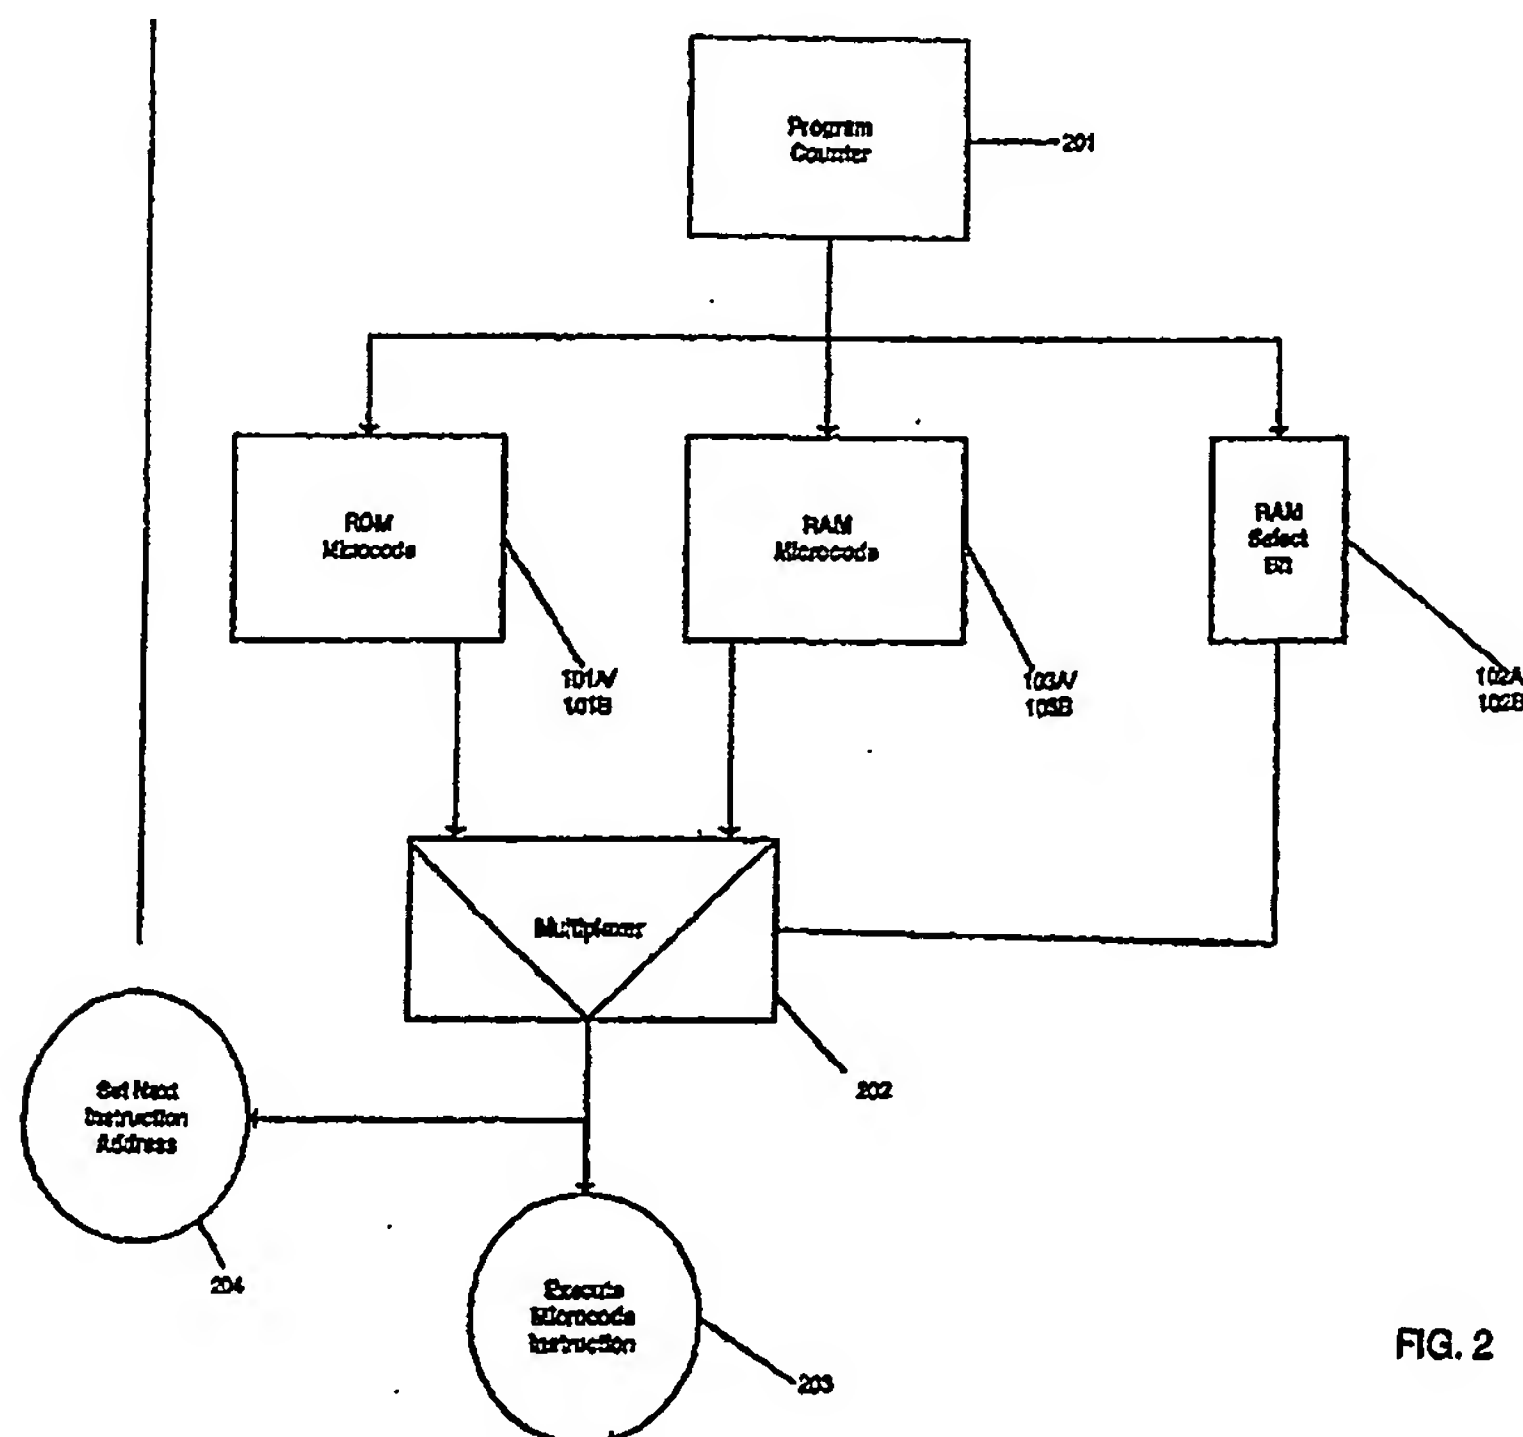 Program
Counter
201
ROM
Microcode
RAM
Microcode
RAM
Select
Bit
101A/
101B
103A/
103B
102A/
102B
Multiplexer
202
Set Next
Instruction
Address
204
Execute
Microcode
Instruction
203
FIG. 2